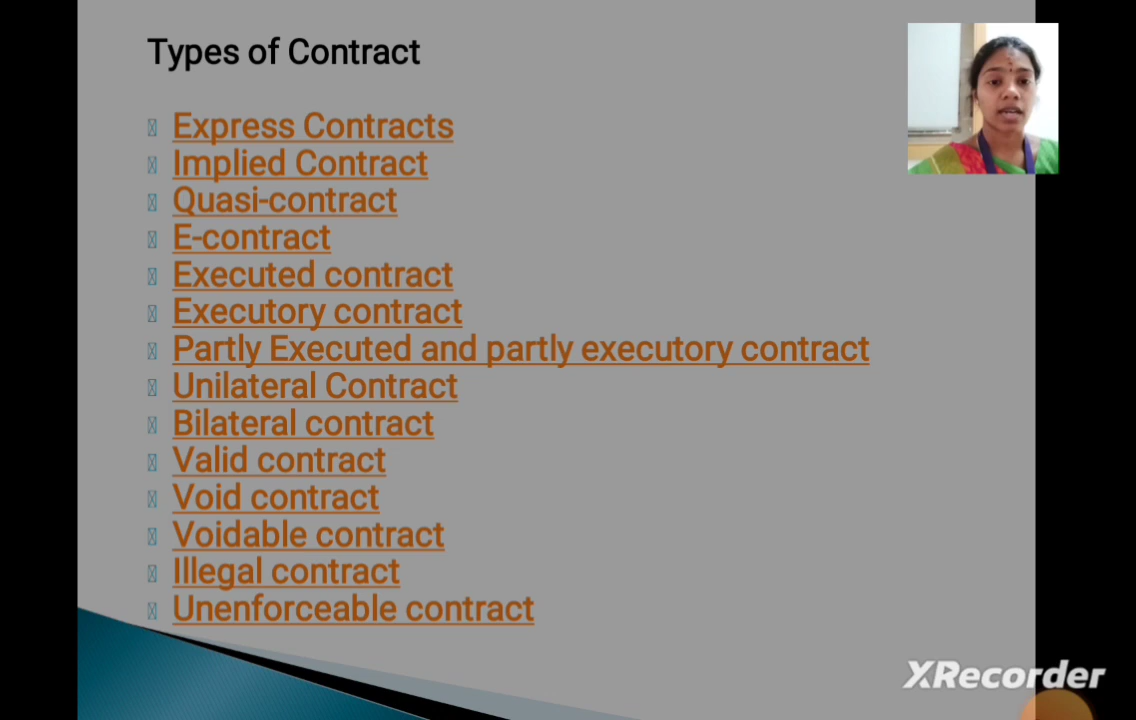 Types of Contract
Express Contracts
Implied Contract
Quasi-contract
E-contract
Executed contract
Executory contract
Partly Executed and partly executory contract
Unilateral Contract
Bilateral contract
Valid contract
Void contract
Voidable contract
Illegal contract
Unenforceable contract
XRecorder